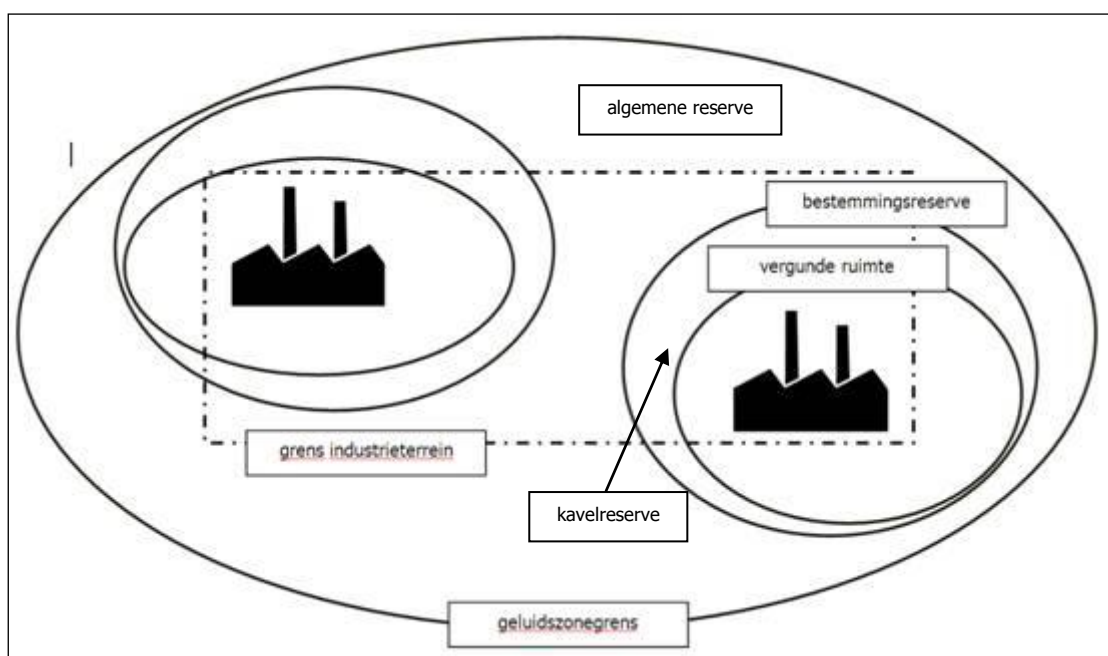 algemene reserve
bestemmingsreserve
vergunde ruimte
grens industrieterrein
kavelreserve
geluidszonegrens